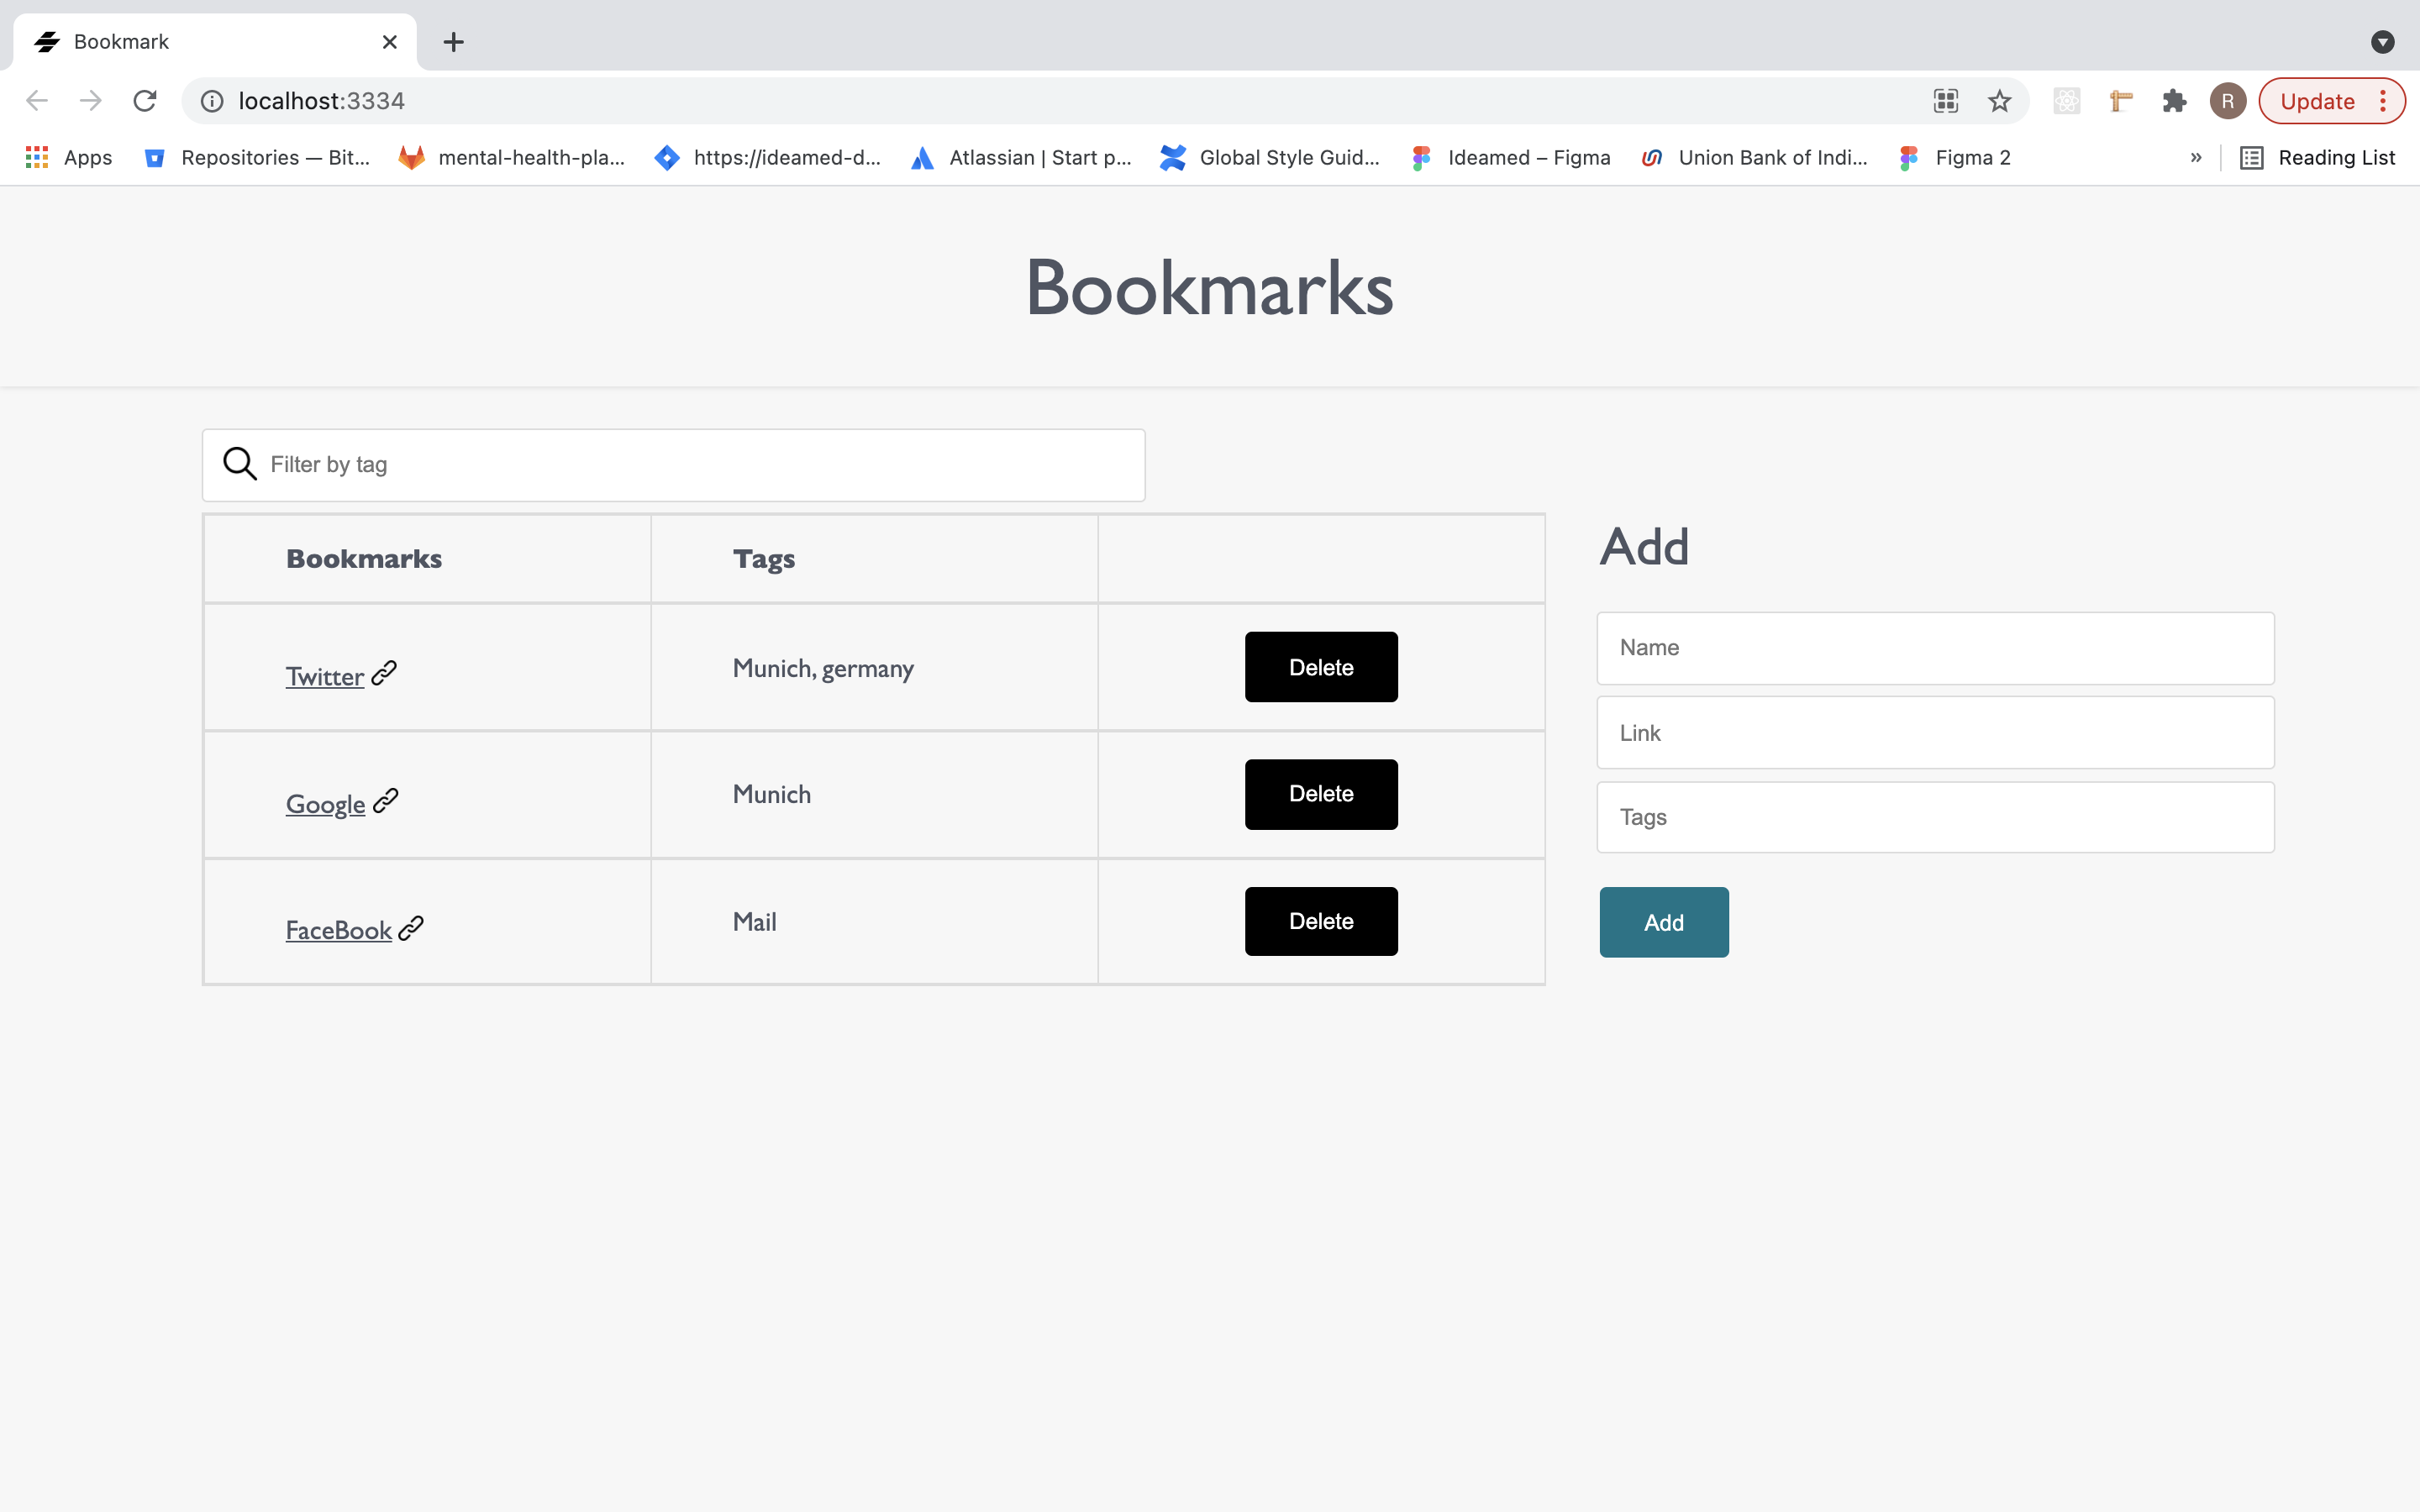 Bookmark
localhost:3334
R
Update
Apps
Repositories — Bit...
mental-health-pla...
https://ideamed-d...
Atlassian | Start p...
Global Style Guid...
Ideamed – Figma
Union Bank of Indi...
Figma 2
»
Reading List
Bookmarks
Filter by tag
Bookmarks Tags
Twitter Munich, germany Delete
Google Munich Delete
FaceBook Mail Delete
Add
Name
Link
Tags
Add